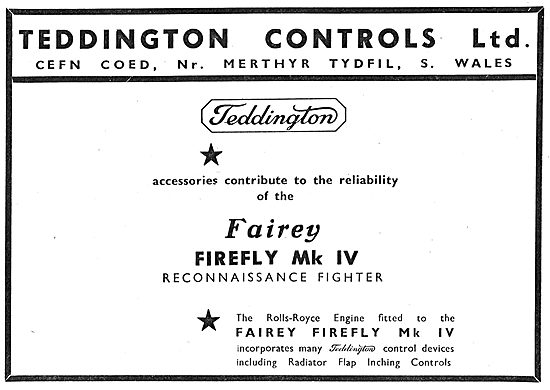 TEDDINGTON CONTROLS Ltd.
CEFN COED, Nr. MERTHYR TYDFIL, S. WALES
Teddington
accessories contribute to the reliability
of the
Fairey
FIREFLY Mk IV
RECONNAISSANCE FIGHTER
The Rolls-Royce Engine fitted to the
FAIREY FIREFLY Mk IV
incorporates many Teddington control devices
including Radiator Flap Inching Controls